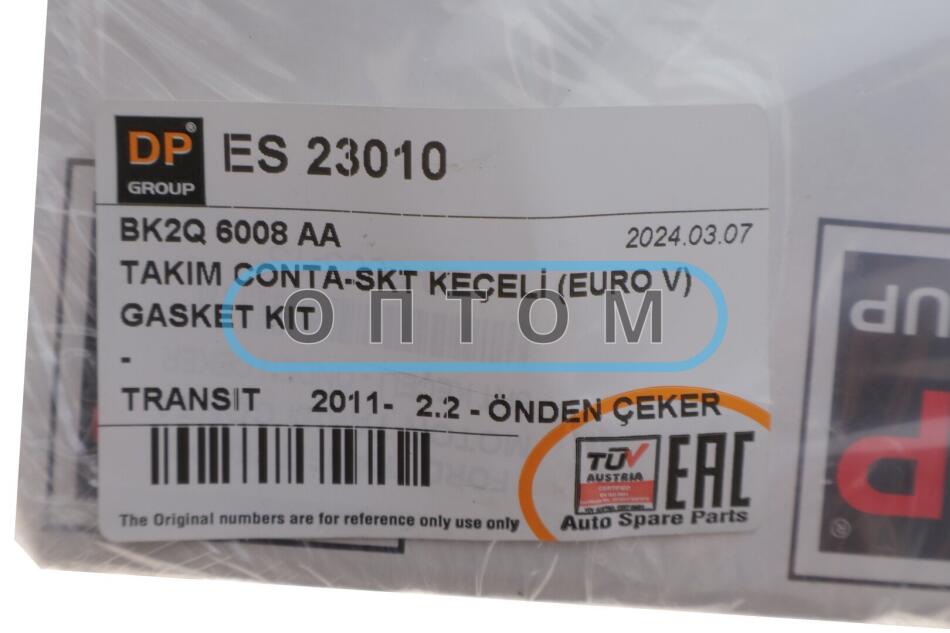 DP®
GROUP
ES 23010
BK2Q 6008 AA
2024.03.07
TAKIM CONTA-SKT KEÇELİ (EURO V)
GASKET KIT
ОПТОМ
-
TRANSIT 2011- 2.2 - ÖNDEN ÇEKER
TÜV
AUSTRIA
EAC
Auto Spare Parts
The Original numbers are for reference only use only